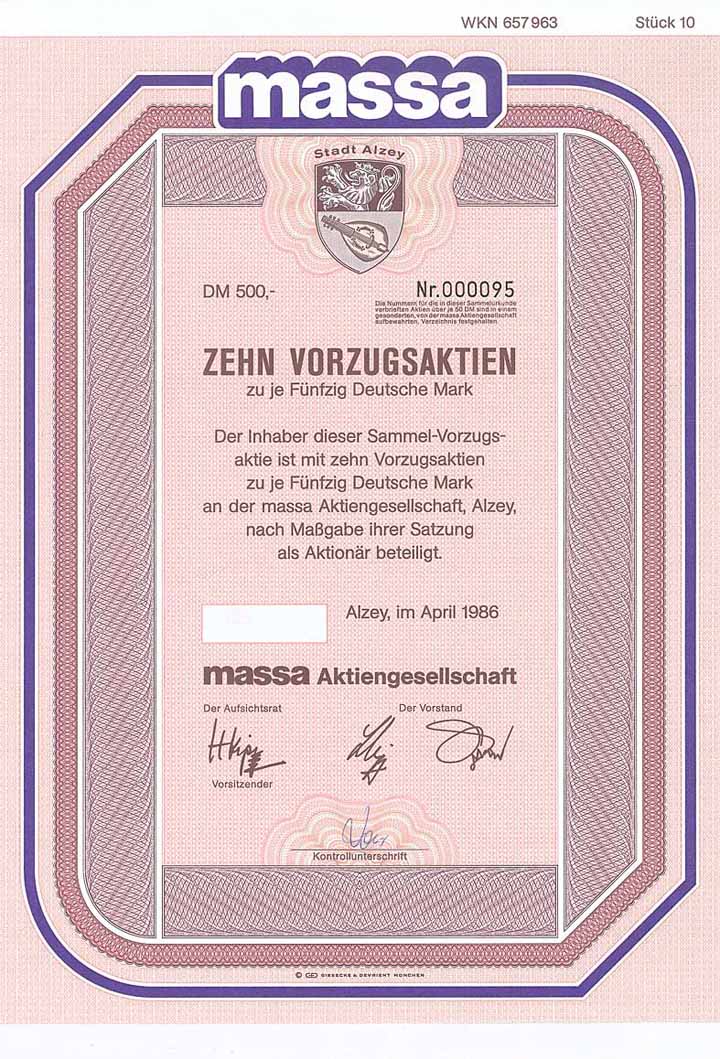 WKN 657963 Stück 10
massa
Stadt Alzey
DM 500,- Nr.000095
Die Nummern für die in dieser Sammelurkunde
verbrieften Aktien über je 50 DM sind in einem
gesonderten, von der massa Aktiengesellschaft
aufbewahrten, Verzeichnis festgehalten.
ZEHN VORZUGSAKTIEN
zu je Fünfzig Deutsche Mark
Der Inhaber dieser Sammel-Vorzugs-
aktie ist mit zehn Vorzugsaktien
zu je Fünfzig Deutsche Mark
an der massa Aktiengesellschaft, Alzey,
nach Maßgabe ihrer Satzung
als Aktionär beteiligt.
Alzey, im April 1986
massa Aktiengesellschaft
Der Aufsichtsrat Der Vorstand
Vorsitzender
Kontrollunterschrift
© GD GIESECKE & DEVRIENT MÜNCHEN